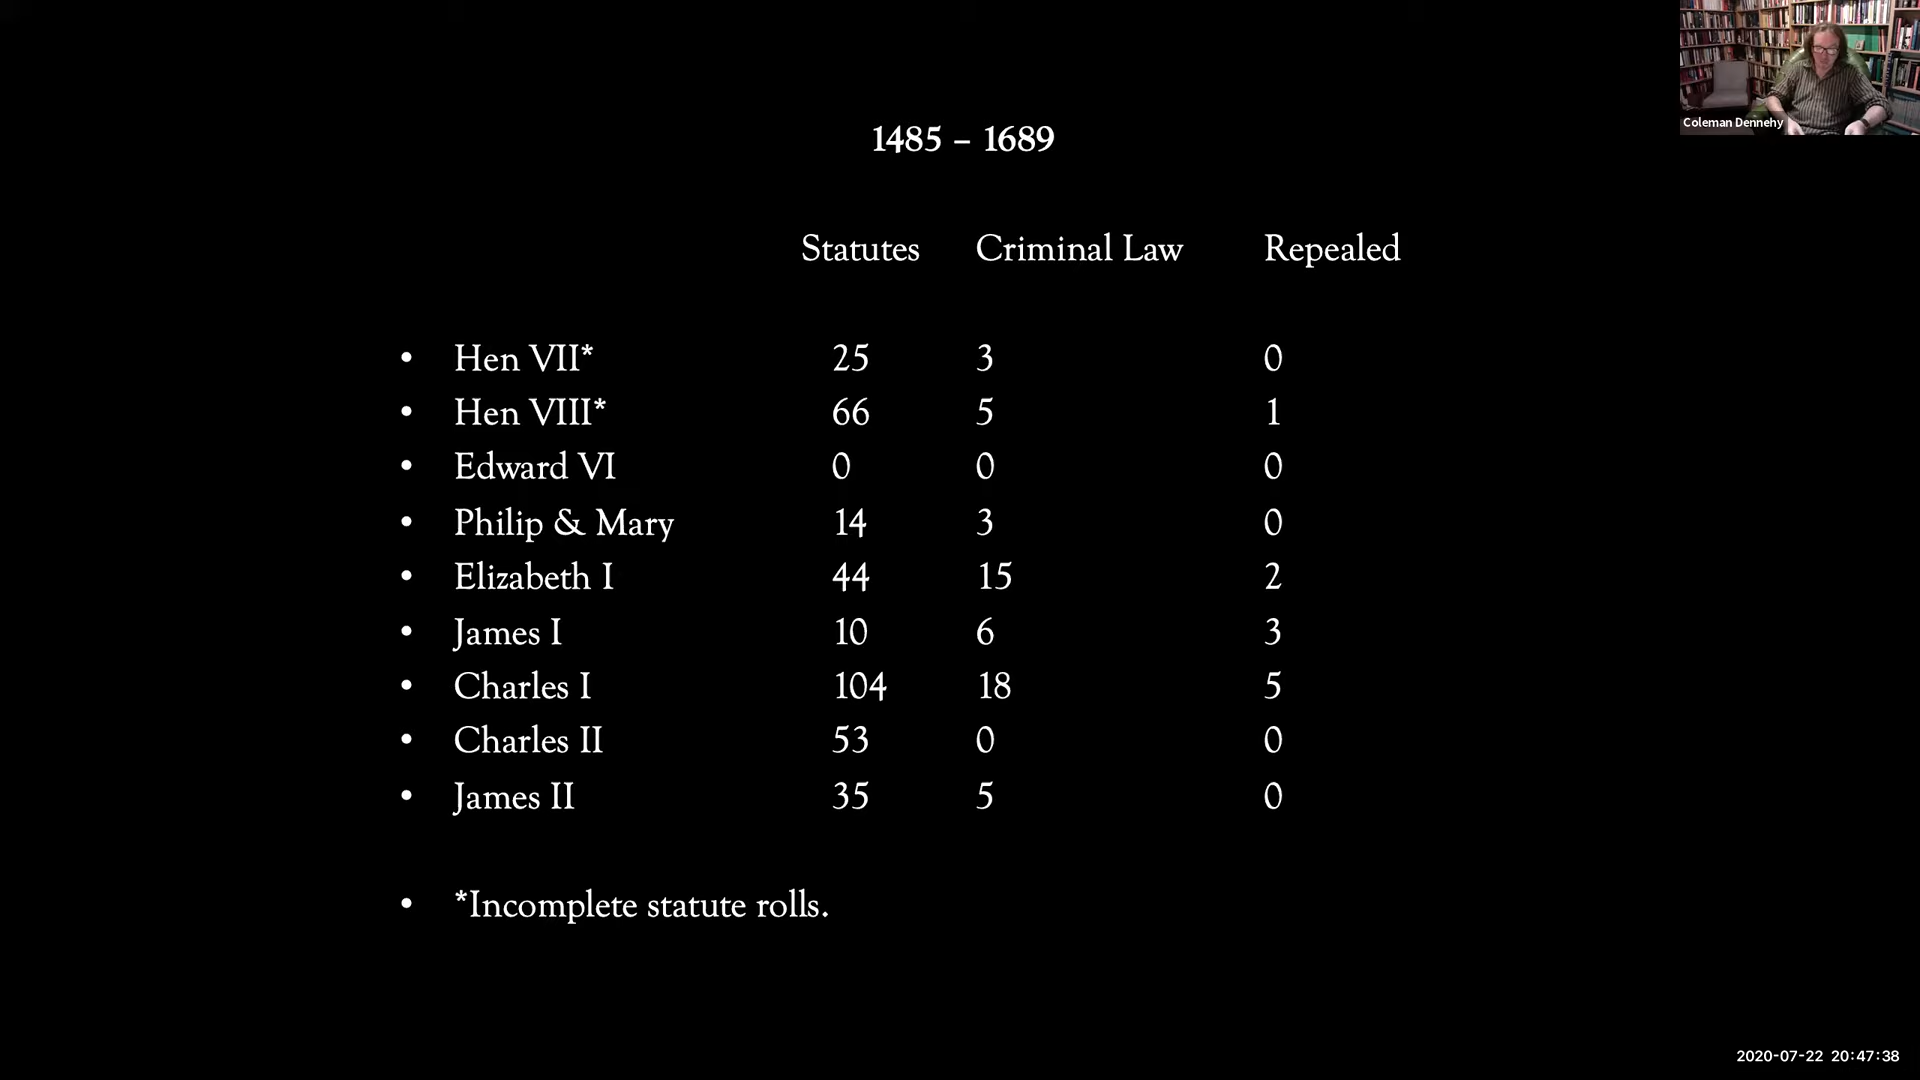 Coleman Dennehy
1485 – 1689
Statutes Criminal Law Repealed
• Hen VII* 25 3 0
• Hen VIII* 66 5 1
• Edward VI 0 0 0
• Philip & Mary 14 3 0
• Elizabeth I 44 15 2
• James I 10 6 3
• Charles I 104 18 5
• Charles II 53 0 0
• James II 35 5 0
• *Incomplete statute rolls.
2020-07-22 20:47:38